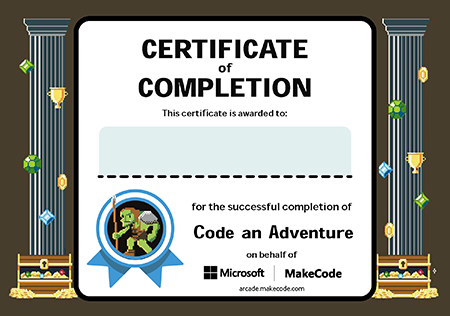 CERTIFICATE
of
COMPLETION
This certificate is awarded to:
for the successful completion of
Code an Adventure
on behalf of
Microsoft | MakeCode
arcade.makecode.com